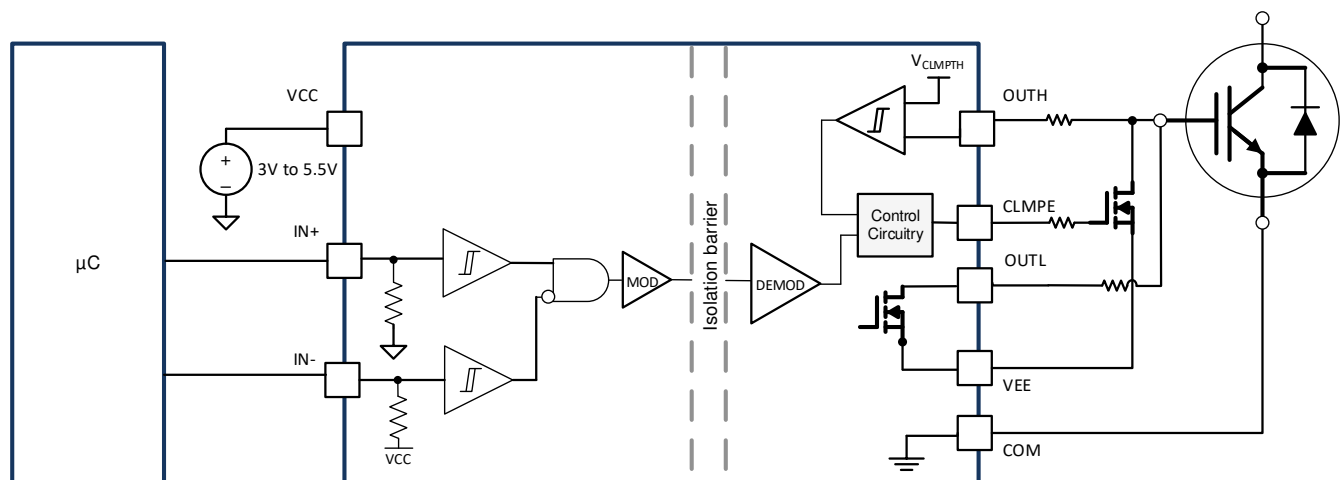 µC
VCC
+
−
3V to 5.5V
IN+
IN-
VCC
MOD
Isolation barrier
DEMOD
V_CLMPTH
Control
Circuitry
OUTH
CLMPE
OUTL
VEE
COM